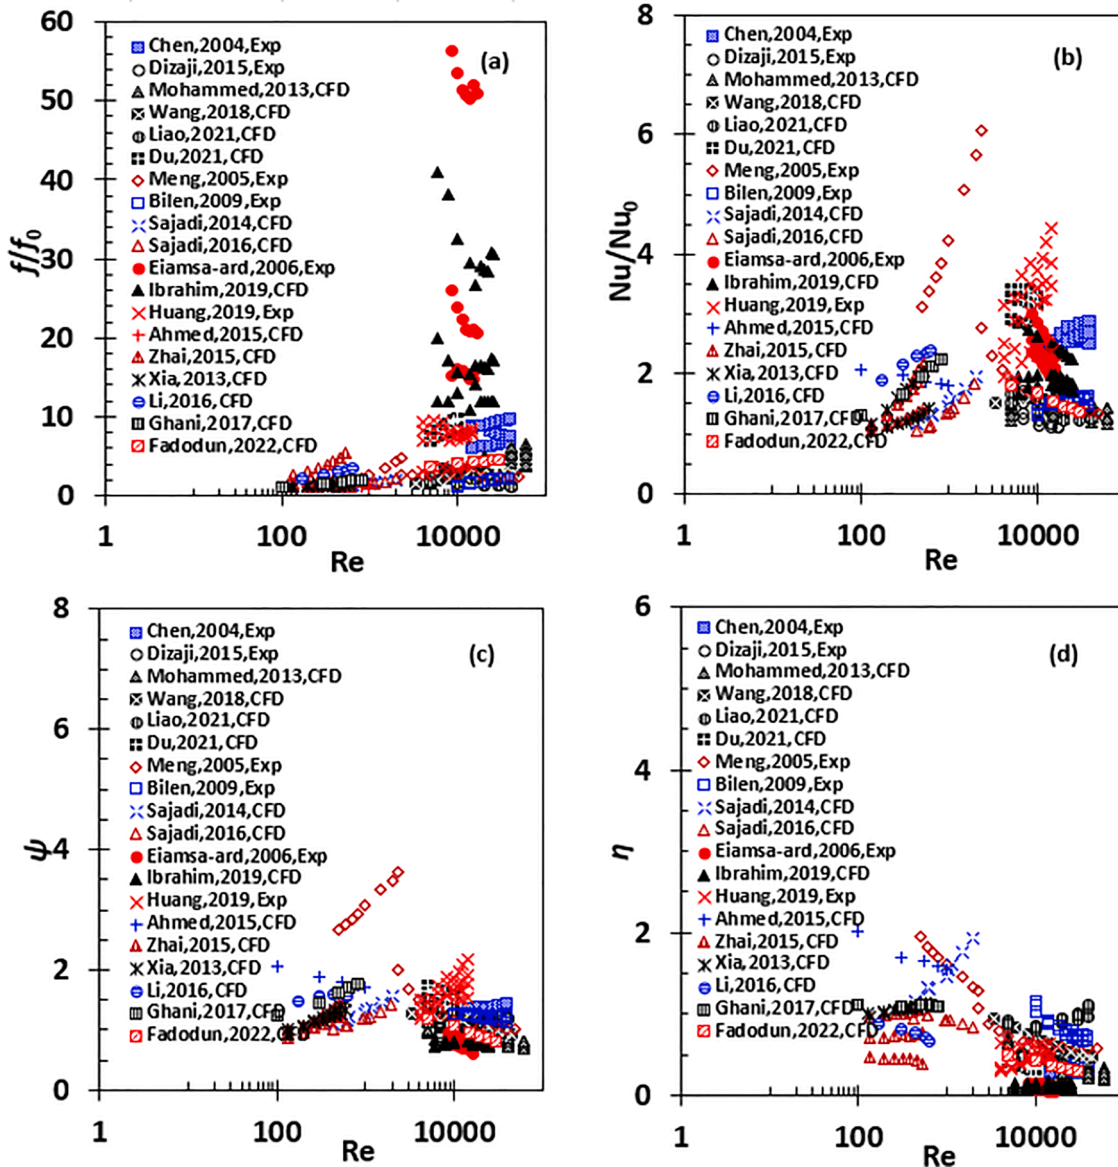 60
50
40
30
20
10
0
f/f0
1
100
10000
Re
(a)
Chen,2004,Exp
Dizaji,2015,Exp
Mohammed,2013,CFD
Wang,2018,CFD
Liao,2021,CFD
Du,2021,CFD
Meng,2005,Exp
Bilen,2009,Exp
Sajadi,2014,CFD
Sajadi,2016,CFD
Eiamsa-ard,2006,Exp
Ibrahim,2019,CFD
Huang,2019,Exp
Ahmed,2015,CFD
Zhai,2015,CFD
Xia,2013,CFD
Li,2016,CFD
Ghani,2017,CFD
Fadodun,2022,CFD
8
6
4
2
0
Nu/Nu0
1
100
10000
Re
(b)
Chen,2004,Exp
Dizaji,2015,Exp
Mohammed,2013,CFD
Wang,2018,CFD
Liao,2021,CFD
Du,2021,CFD
Meng,2005,Exp
Bilen,2009,Exp
Sajadi,2014,CFD
Sajadi,2016,CFD
Eiamsa-ard,2006,Exp
Ibrahim,2019,CFD
Huang,2019,Exp
Ahmed,2015,CFD
Zhai,2015,CFD
Xia,2013,CFD
Li,2016,CFD
Ghani,2017,CFD
Fadodun,2022,CFD
8
6
4
2
0
ψ
1
100
10000
Re
(c)
Chen,2004,Exp
Dizaji,2015,Exp
Mohammed,2013,CFD
Wang,2018,CFD
Liao,2021,CFD
Du,2021,CFD
Meng,2005,Exp
Bilen,2009,Exp
Sajadi,2014,CFD
Sajadi,2016,CFD
Eiamsa-ard,2006,Exp
Ibrahim,2019,CFD
Huang,2019,Exp
Ahmed,2015,CFD
Zhai,2015,CFD
Xia,2013,CFD
Li,2016,CFD
Ghani,2017,CFD
Fadodun,2022,CFD
6
4
2
0
η
1
100
10000
Re
(d)
Chen,2004,Exp
Dizaji,2015,Exp
Mohammed,2013,CFD
Wang,2018,CFD
Liao,2021,CFD
Du,2021,CFD
Meng,2005,Exp
Bilen,2009,Exp
Sajadi,2014,CFD
Sajadi,2016,CFD
Eiamsa-ard,2006,Exp
Ibrahim,2019,CFD
Huang,2019,Exp
Ahmed,2015,CFD
Zhai,2015,CFD
Xia,2013,CFD
Li,2016,CFD
Ghani,2017,CFD
Fadodun,2022,CFD